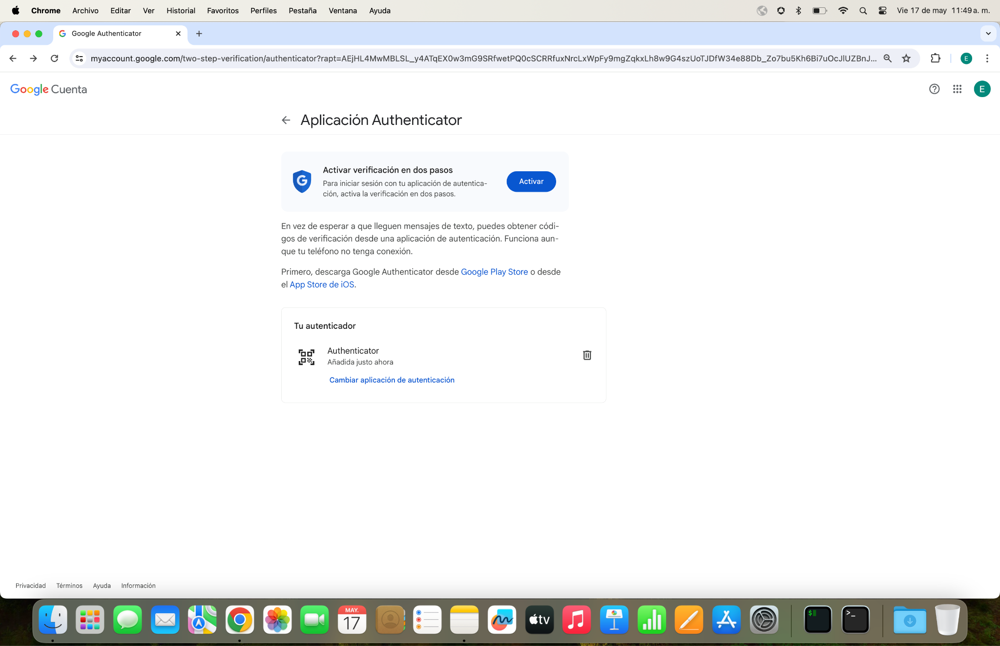 Chrome Archivo Editar Ver Historial Favoritos Perfiles Pestaña Ventana Ayuda Vie 17 de may 11:49 a. m.
Google Authenticator
myaccount.google.com/two-step-verification/authenticator?rapt=AEjHL4MwMBLSL_y4ATqEX0w3mG9SRfwetPQ0cSCRRfuxNrcLxWpFy9mgZqkxLh8w9G4szUoTJDfW34e88Db_Zo7bu5Kh6Bi7uOcJlUZBnJ... E
Google Cuenta E
Aplicación Authenticator
Activar verificación en dos pasos
Para iniciar sesión con tu aplicación de autentica-
ción, activa la verificación en dos pasos.
Activar
En vez de esperar a que lleguen mensajes de texto, puedes obtener códi-
gos de verificación desde una aplicación de autenticación. Funciona aun-
que tu teléfono no tenga conexión.
Primero, descarga Google Authenticator desde Google Play Store o desde
el App Store de iOS.
Tu autenticador
Authenticator
Añadida justo ahora
Cambiar aplicación de autenticación
Privacidad Términos Ayuda Información
MAY.
17
tv